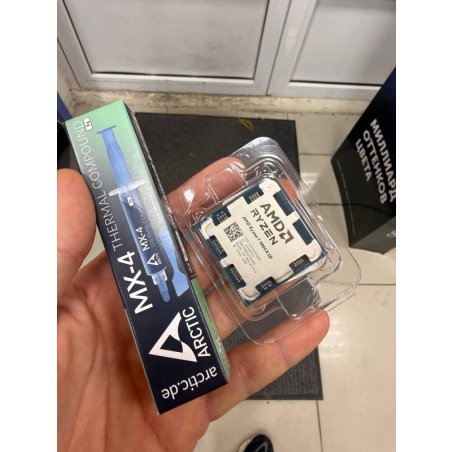 MX-4 THERMAL COMPOUND
MX-4
ARCTIC
arctic.de
AMD
RYZEN
МИЛЛИАРД
ОТТЕНКОВ
ЦВЕТА